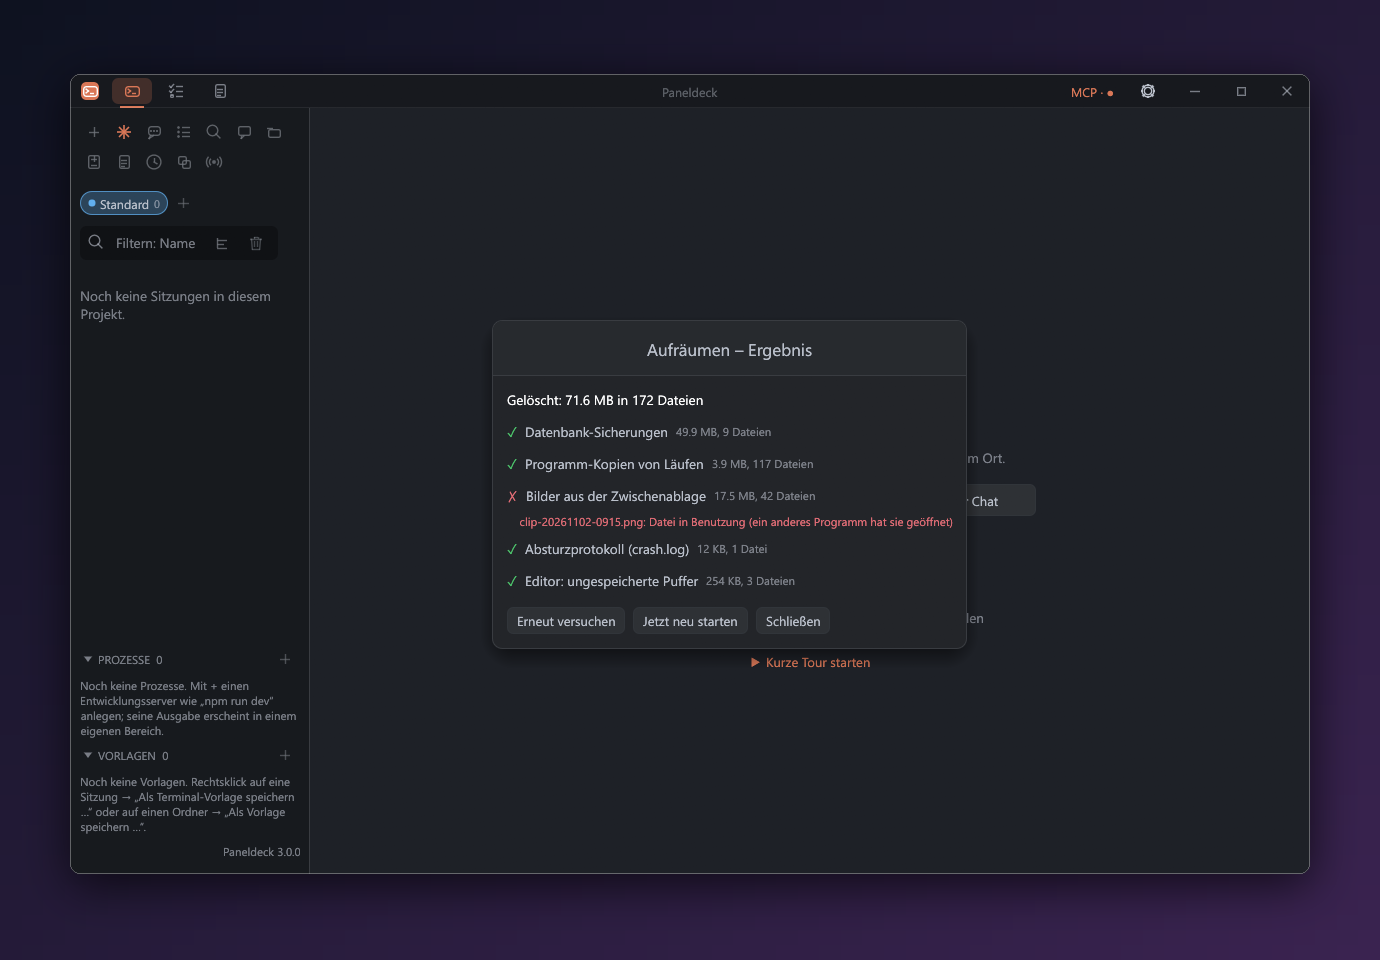 Paneldeck
MCP ·
Standard 0
Filtern: Name
Noch keine Sitzungen in diesem
Projekt.
Aufräumen – Ergebnis
Gelöscht: 71.6 MB in 172 Dateien
✓ Datenbank-Sicherungen 49.9 MB, 9 Dateien
✓ Programm-Kopien von Läufen 3.9 MB, 117 Dateien
✗ Bilder aus der Zwischenablage 17.5 MB, 42 Dateien
clip-20261102-0915.png: Datei in Benutzung (ein anderes Programm hat sie geöffnet)
✓ Absturzprotokoll (crash.log) 12 KB, 1 Datei
✓ Editor: ungespeicherte Puffer 254 KB, 3 Dateien
Erneut versuchen
Jetzt neu starten
Schließen
m Ort.
Chat
len
▶ Kurze Tour starten
PROZESSE 0
Noch keine Prozesse. Mit + einen
Entwicklungsserver wie „npm run dev“
anlegen; seine Ausgabe erscheint in einem
eigenen Bereich.
VORLAGEN 0
Noch keine Vorlagen. Rechtsklick auf eine
Sitzung → „Als Terminal-Vorlage speichern
…“ oder auf einen Ordner → „Als Vorlage
speichern …“.
Paneldeck 3.0.0